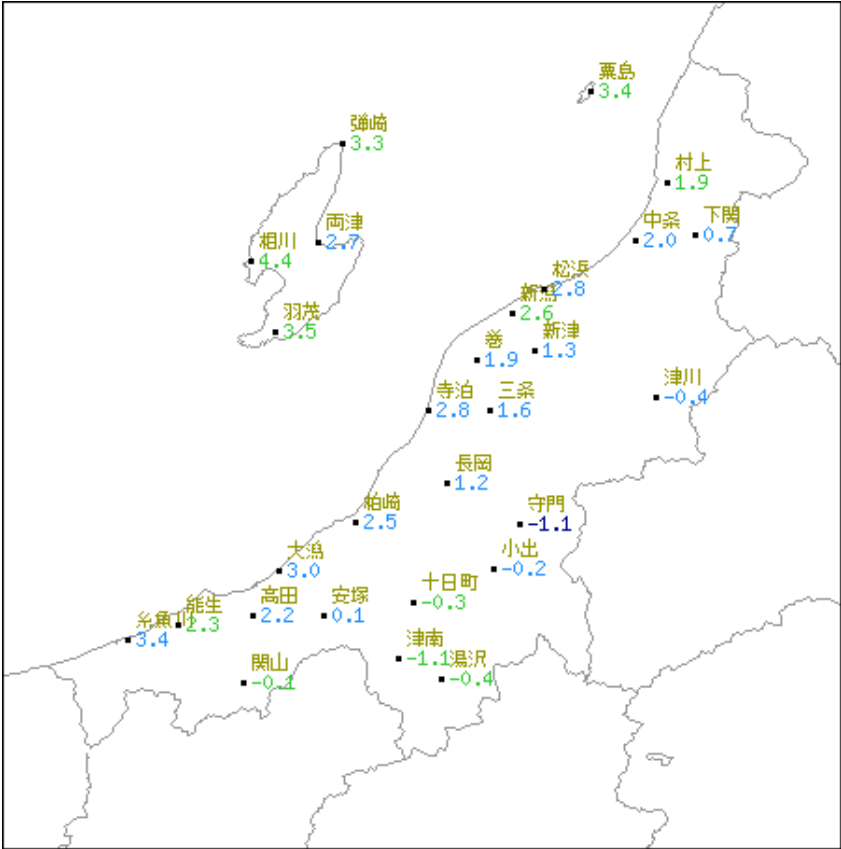 粟島
3.4
弾崎
3.3
村上
1.9
両津
2.7
中条
2.0
下関
0.7
相川
4.4
松浜
2.8
新潟
2.6
羽茂
3.5
新津
1.3
巻
1.9
津川
-0.4
寺泊
2.8
三条
1.6
長岡
1.2
柏崎
2.5
守門
-1.1
大潟
3.0
小出
-0.2
十日町
-0.3
高田
2.2
安塚
0.1
能生
2.3
糸魚川
3.4
関山
-0.1
津南
-1.1
湯沢
-0.4